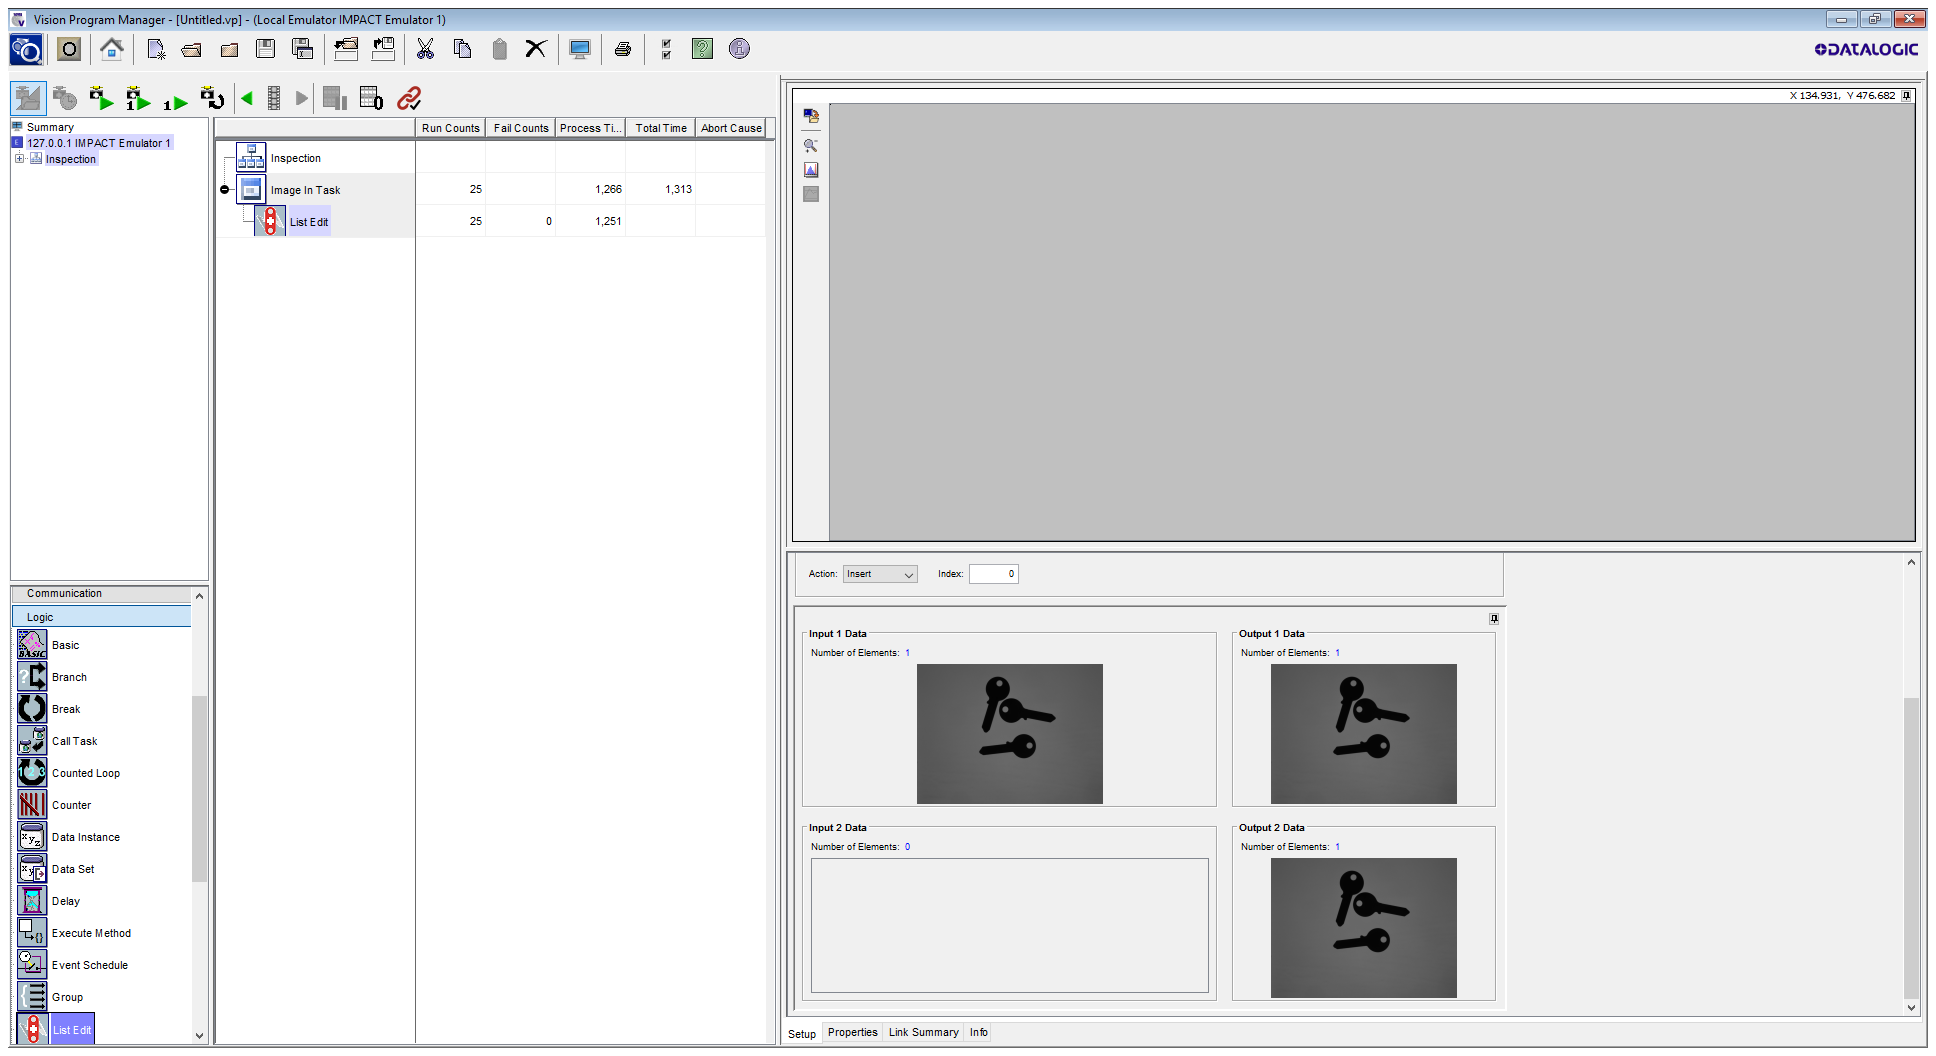 Vision Program Manager - [Untitled.vp] - (Local Emulator IMPACT Emulator 1)
DATALOGIC
X 134.931, Y 476.682
Summary
127.0.0.1 IMPACT Emulator 1
Inspection
Run Counts Fail Counts Process Ti... Total Time Abort Cause
Inspection
Image In Task 25 1,266 1,313
List Edit 25 0 1,251
Communication
Logic
Basic
Branch
Break
Call Task
Counted Loop
Counter
Data Instance
Data Set
Delay
Execute Method
Event Schedule
Group
List Edit
Action: Insert Index: 0
Input 1 Data
Number of Elements: 1
Output 1 Data
Number of Elements: 1
Input 2 Data
Number of Elements: 0
Output 2 Data
Number of Elements: 1
Setup Properties Link Summary Info